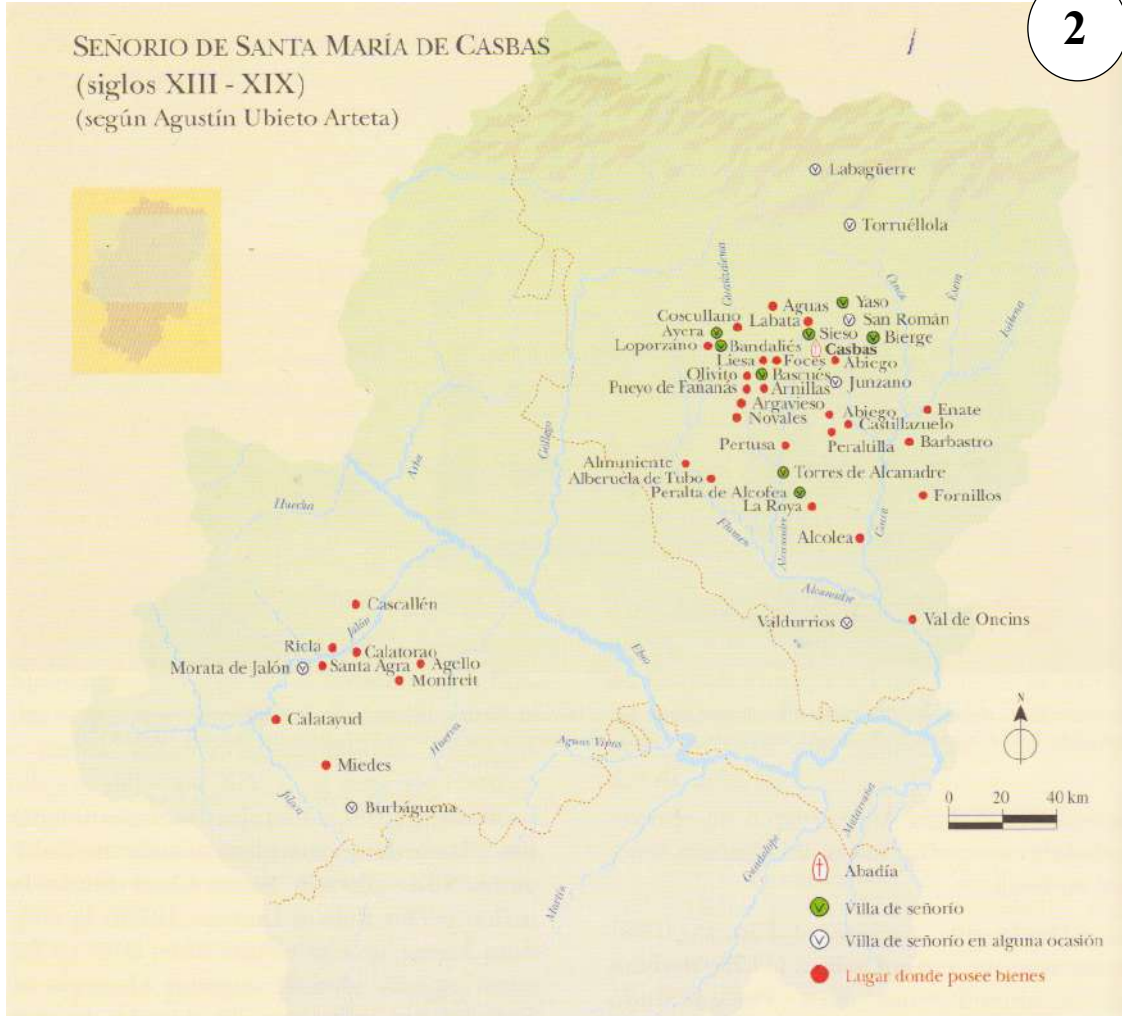 2
SEÑORIO DE SANTA MARÍA DE CASBAS
(siglos XIII - XIX)
(según Agustín Ubieto Arteta)
Labagüerre
Torruéllola
Guatizalema
Cinca
Ésera
Isábena
Aguas
Yaso
Coscullano
Labata
San Román
Ayera
Sieso
Bierge
Loporzano
Bandaliés
Casbas
Liesa
Foces
Abiego
Olivito
Bascués
Junzano
Pueyo de Fañanás
Arnillas
Argavieso
Abiego
Enate
Novales
Castillazuelo
Gállego
Pertusa
Peraltilla
Barbastro
Arba
Almuniente
Torres de Alcanadre
Alberuela de Tubo
Peralta de Alcofea
Fornillos
Huecha
La Roya
Flumen
Alcanadre
Cinca
Alcolea
Alcanadre
Cascallén
Jalón
Valdurrios
Val de Oncins
Ricla
Calatorao
Ebro
Morata de Jalón
Santa Agra
Agello
Monfreit
Calatayud
Huerva
Aguas Vivas
N
Miedes
Jiloca
Burbáguena
Matarraña
0 20 40 km
Guadalope
Martín
Abadía
Villa de señorío
Villa de señorío en alguna ocasión
Lugar donde posee bienes